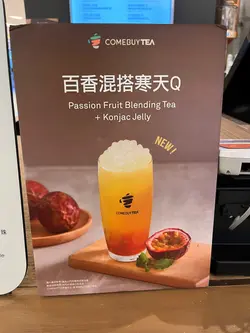 COMEBUYTEA
百香混搭寒天Q
Passion Fruit Blending Tea
+ Konjac Jelly
NEW!
COMEBUYTEA